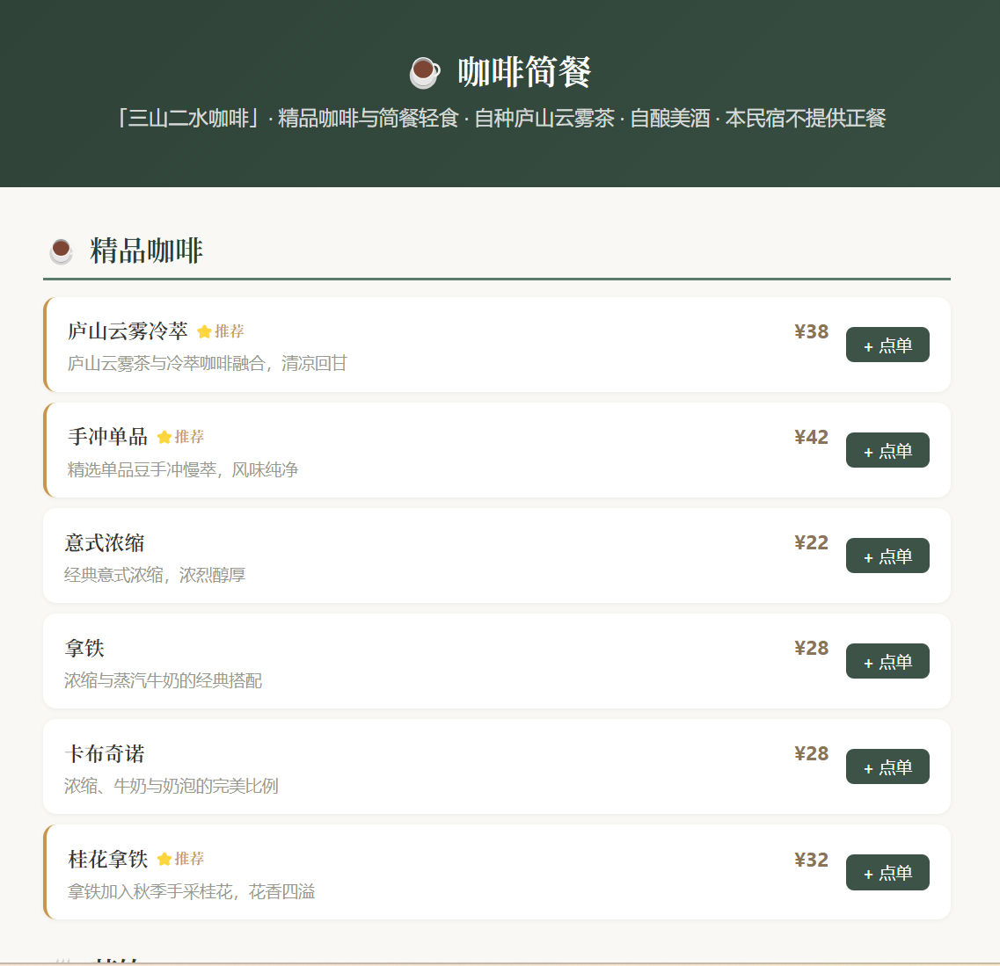 咖啡简餐
「三山二水咖啡」· 精品咖啡与简餐轻食 · 自种庐山云雾茶 · 自酿美酒 · 本民宿不提供正餐
精品咖啡
庐山云雾冷萃 ⭐推荐
¥38
+ 点单
庐山云雾茶与冷萃咖啡融合，清凉回甘
手冲单品 ⭐推荐
¥42
+ 点单
精选单品豆手冲慢萃，风味纯净
意式浓缩
¥22
+ 点单
经典意式浓缩，浓烈醇厚
拿铁
¥28
+ 点单
浓缩与蒸汽牛奶的经典搭配
卡布奇诺
¥28
+ 点单
浓缩、牛奶与奶泡的完美比例
桂花拿铁 ⭐推荐
¥32
+ 点单
拿铁加入秋季手采桂花，花香四溢